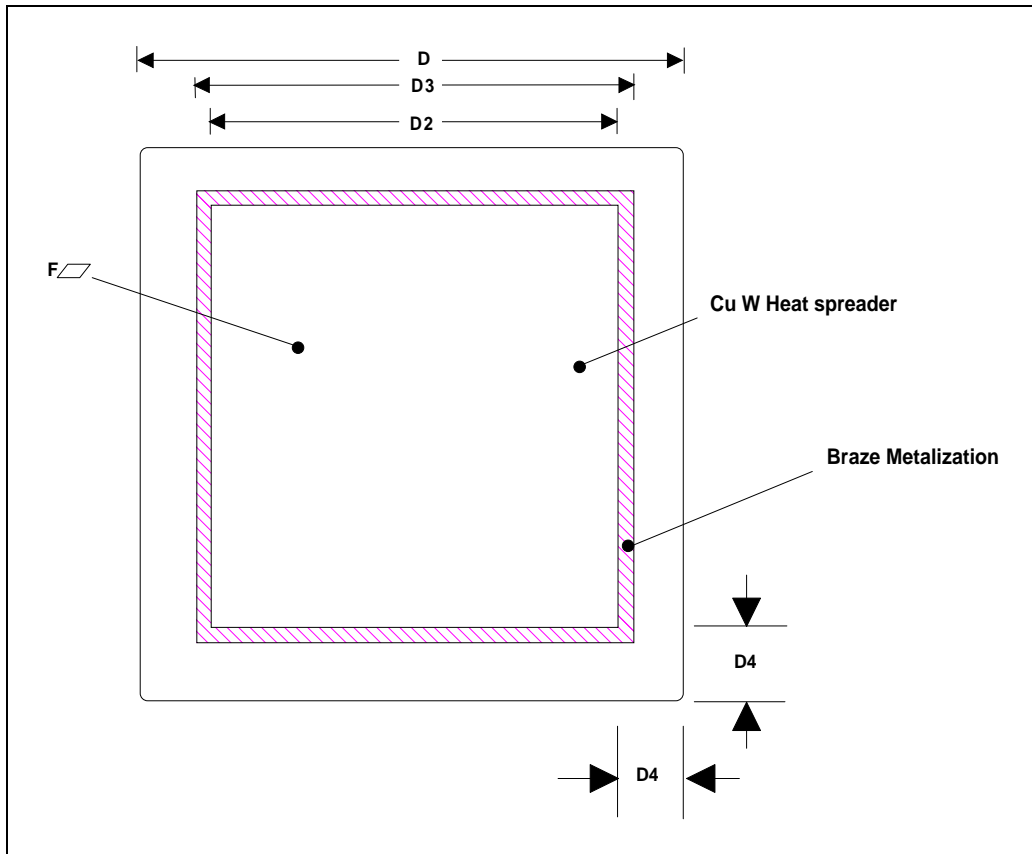 D
D3
D2
F
Cu W Heat spreader
Braze Metalization
D4
D4